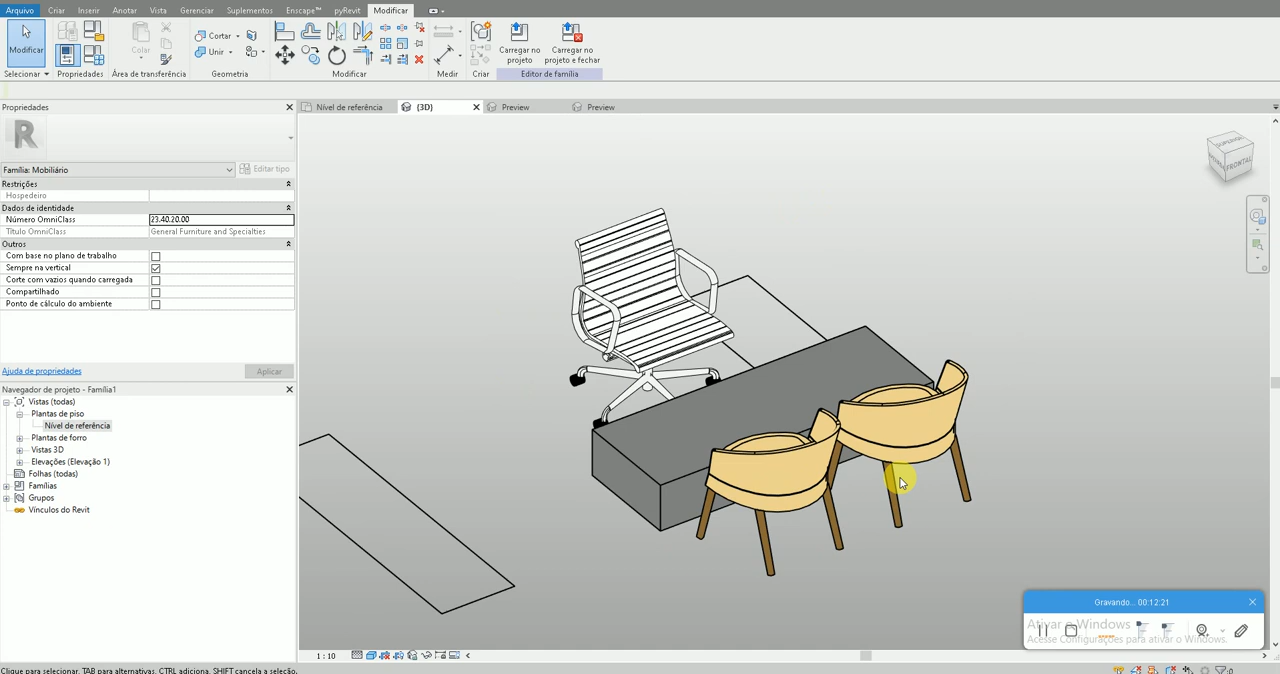 Arquivo Criar Inserir Anotar Vista Gerenciar Suplementos Enscape™ pyRevit Modificar
Modificar
Colar
Cortar
Unir
Carregar no projeto
Carregar no projeto e fechar
Selecionar Propriedades Área de transferência Geometria Modificar Medir Criar Editor de família
Propriedades
Nível de referência
{3D}
Preview
Preview
R
Família: Mobiliário
Editar tipo
Restrições
Hospedeiro
Dados de identidade
Número OmniClass 23.40.20.00
Título OmniClass General Furniture and Specialties
Outros
Com base no plano de trabalho
Sempre na vertical
Corte com vazios quando carregada
Compartilhado
Ponto de cálculo do ambiente
Ajuda de propriedades
Aplicar
Navegador de projeto - Família1
Vistas (todas)
Plantas de piso
Nível de referência
Plantas de forro
Vistas 3D
Elevações (Elevação 1)
Folhas (todas)
Famílias
Grupos
Vínculos do Revit
SUPERIOR
FRONTAL
Gravando... 00:12:21
Ativar o Windows
Acesse Configurações para ativar o Windows.
1 : 10
Clique para selecionar, TAB para alternativas, CTRL adiciona, SHIFT cancela a seleção.
:0